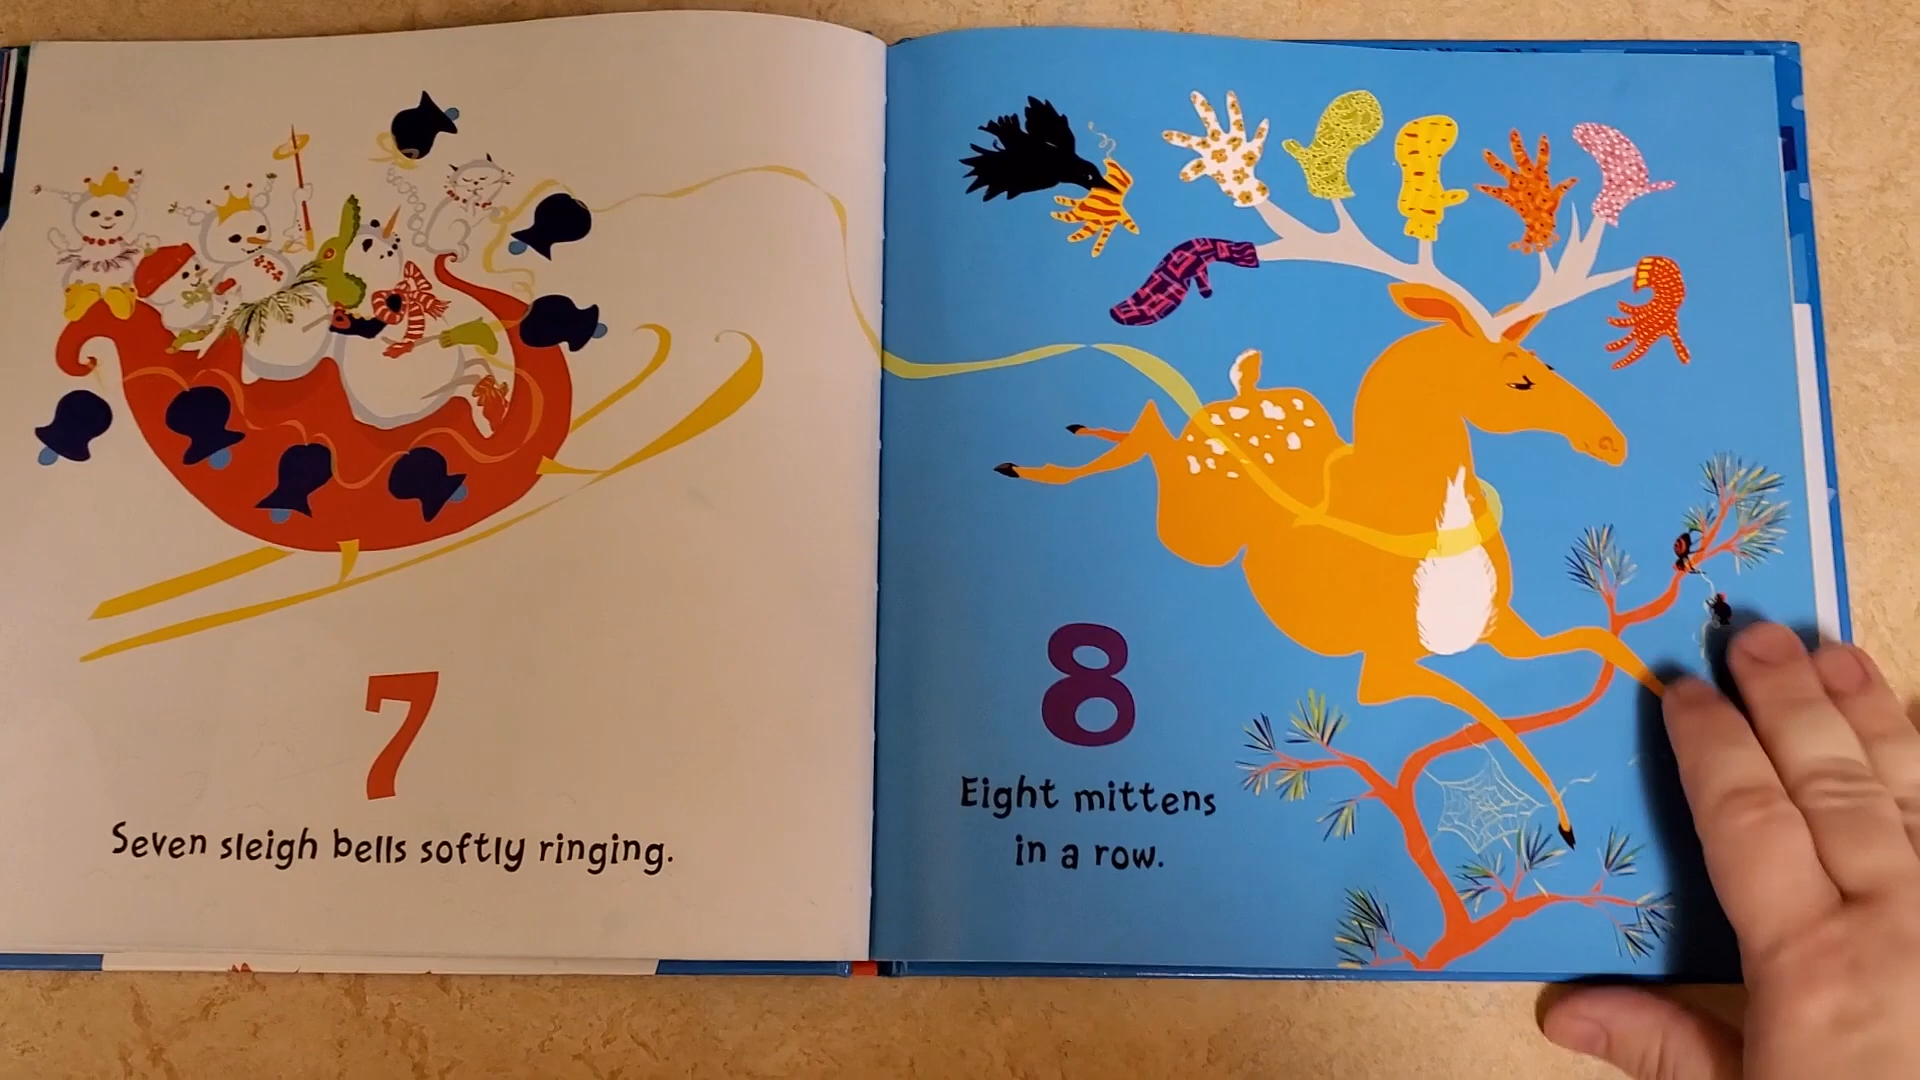 7
Seven sleigh bells softly ringing.
8
Eight mittens
in a row.